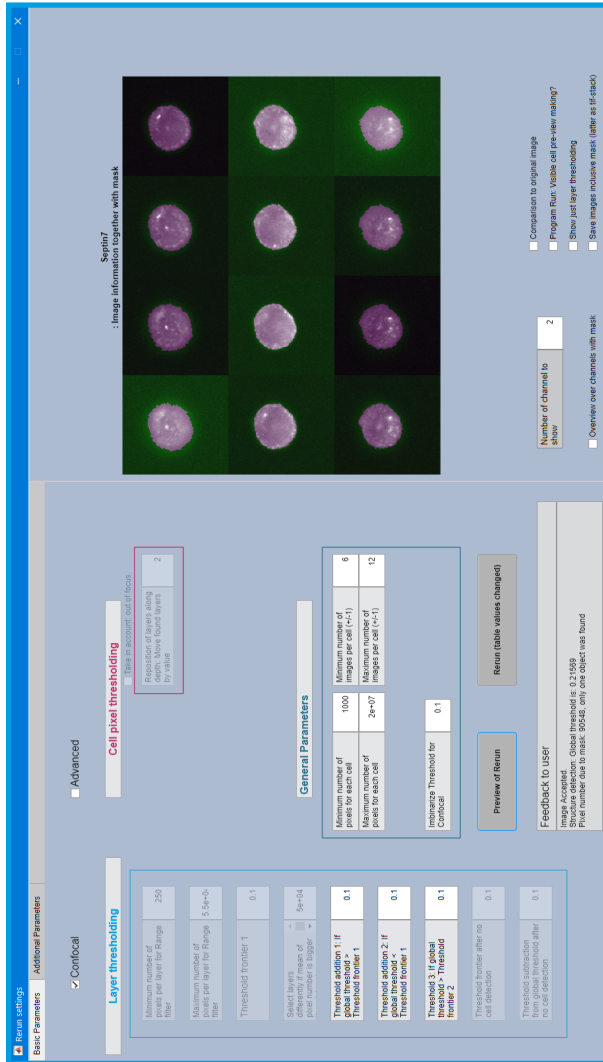 Rerun settings
Basic Parameters
Additional Parameters
Confocal
Advanced
Layer thresholding
Minimum number of
pixels per layer for Range
filter
250
Maximum number of
pixels per layer for Range
filter
5.5e+0
Threshold frontier 1
0.1
Select layers
differently if mean of
pixel number is bigger
5e+04
Threshold addition 1: If
global threshold >
Threshold frontier 1
0.1
Threshold addition 2: If
global threshold <
Threshold frontier 1
0.1
Threshold 3: If global
threshold > Threshold
frontier 2
0.1
Threshold frontier after no
cell detection
0.1
Threshold subtraction
from global threshold after
no cell detection
0.1
Cell pixel thresholding
Take in account: out of focus
Reposition of layers along
depth: Move found layers
by value
2
General Parameters
Minimum number of
pixels for each cell
1000
Minimum number of
images per cell (+/-1)
6
Maximum number of
pixels for each cell
2e+07
Maximum number of
images per cell (+/-1)
12
Imbinarize Threshold for
Confocal
0.1
Preview of Rerun
Rerun (table values changed)
Feedback to user
Image Accepted.
Structure detection: Global threshold is: 0.21569
Pixel number due to mask: 90548, only one object was found
Septin7
: Image information together with mask
Number of channel to
show
2
Overview over channels with mask
Comparison to original image
Program Run: Visible cell pre-view making?
Show just layer thresholding
Save images inclusive mask (latter as tif-stack)